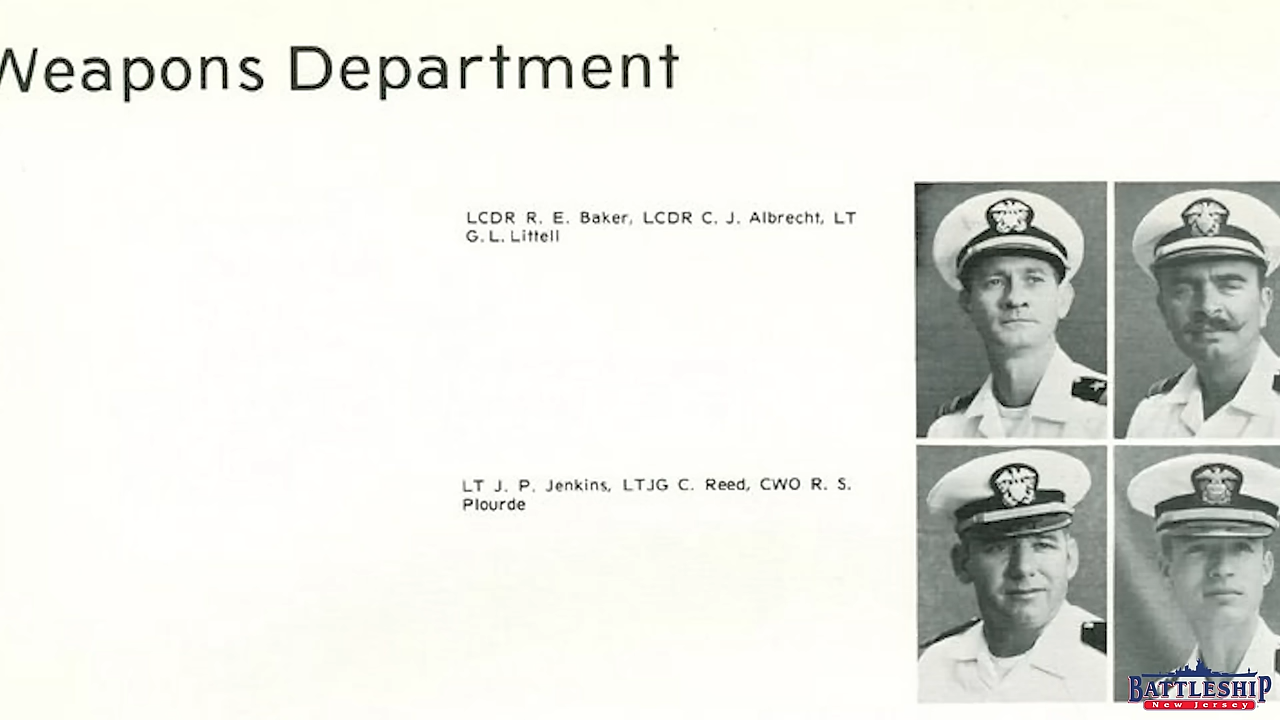 Weapons Department
LCDR R. E. Baker, LCDR C. J. Albrecht, LT
G. L. Littell
LT J. P. Jenkins, LTJG C. Reed, CWO R. S.
Plourde
BATTLESHIP
New Jersey